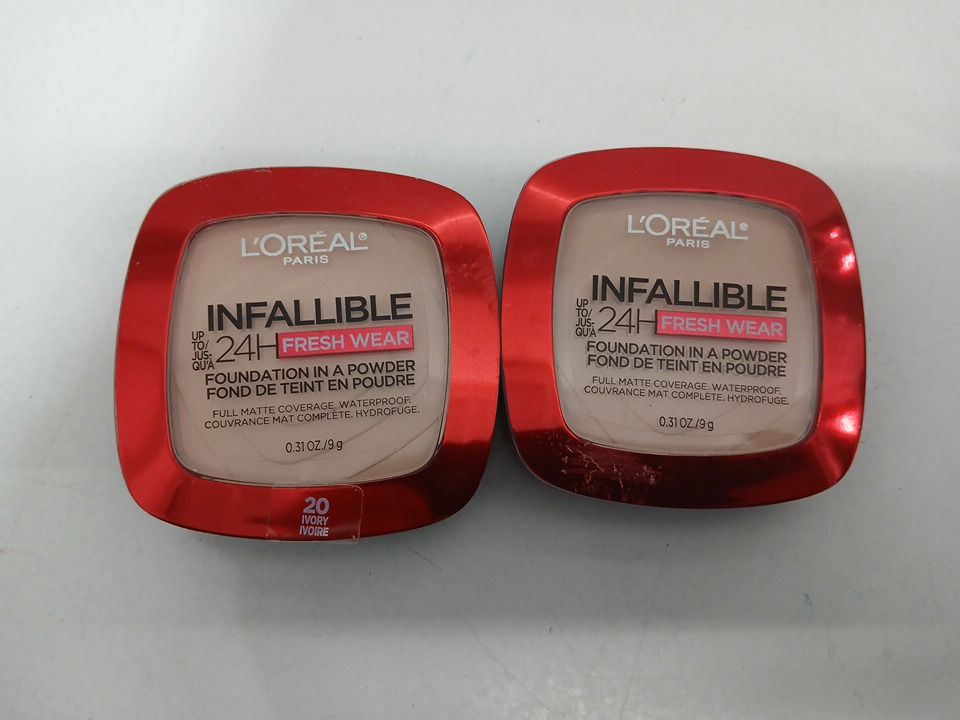 L'ORÉAL®
PARIS
INFALLIBLE
UP
TO/
JUS-
QU'À
24H
FRESH WEAR
FOUNDATION IN A POWDER
FOND DE TEINT EN POUDRE
FULL MATTE COVERAGE. WATERPROOF.
COUVRANCE MAT COMPLÈTE. HYDROFUGE.
0.31 OZ./9 g
20
IVORY
IVOIRE
L'ORÉAL®
PARIS
INFALLIBLE
UP
TO/
JUS-
QU'À
24H
FRESH WEAR
FOUNDATION IN A POWDER
FOND DE TEINT EN POUDRE
FULL MATTE COVERAGE. WATERPROOF.
COUVRANCE MAT COMPLÈTE. HYDROFUGE.
0.31 OZ./9 g